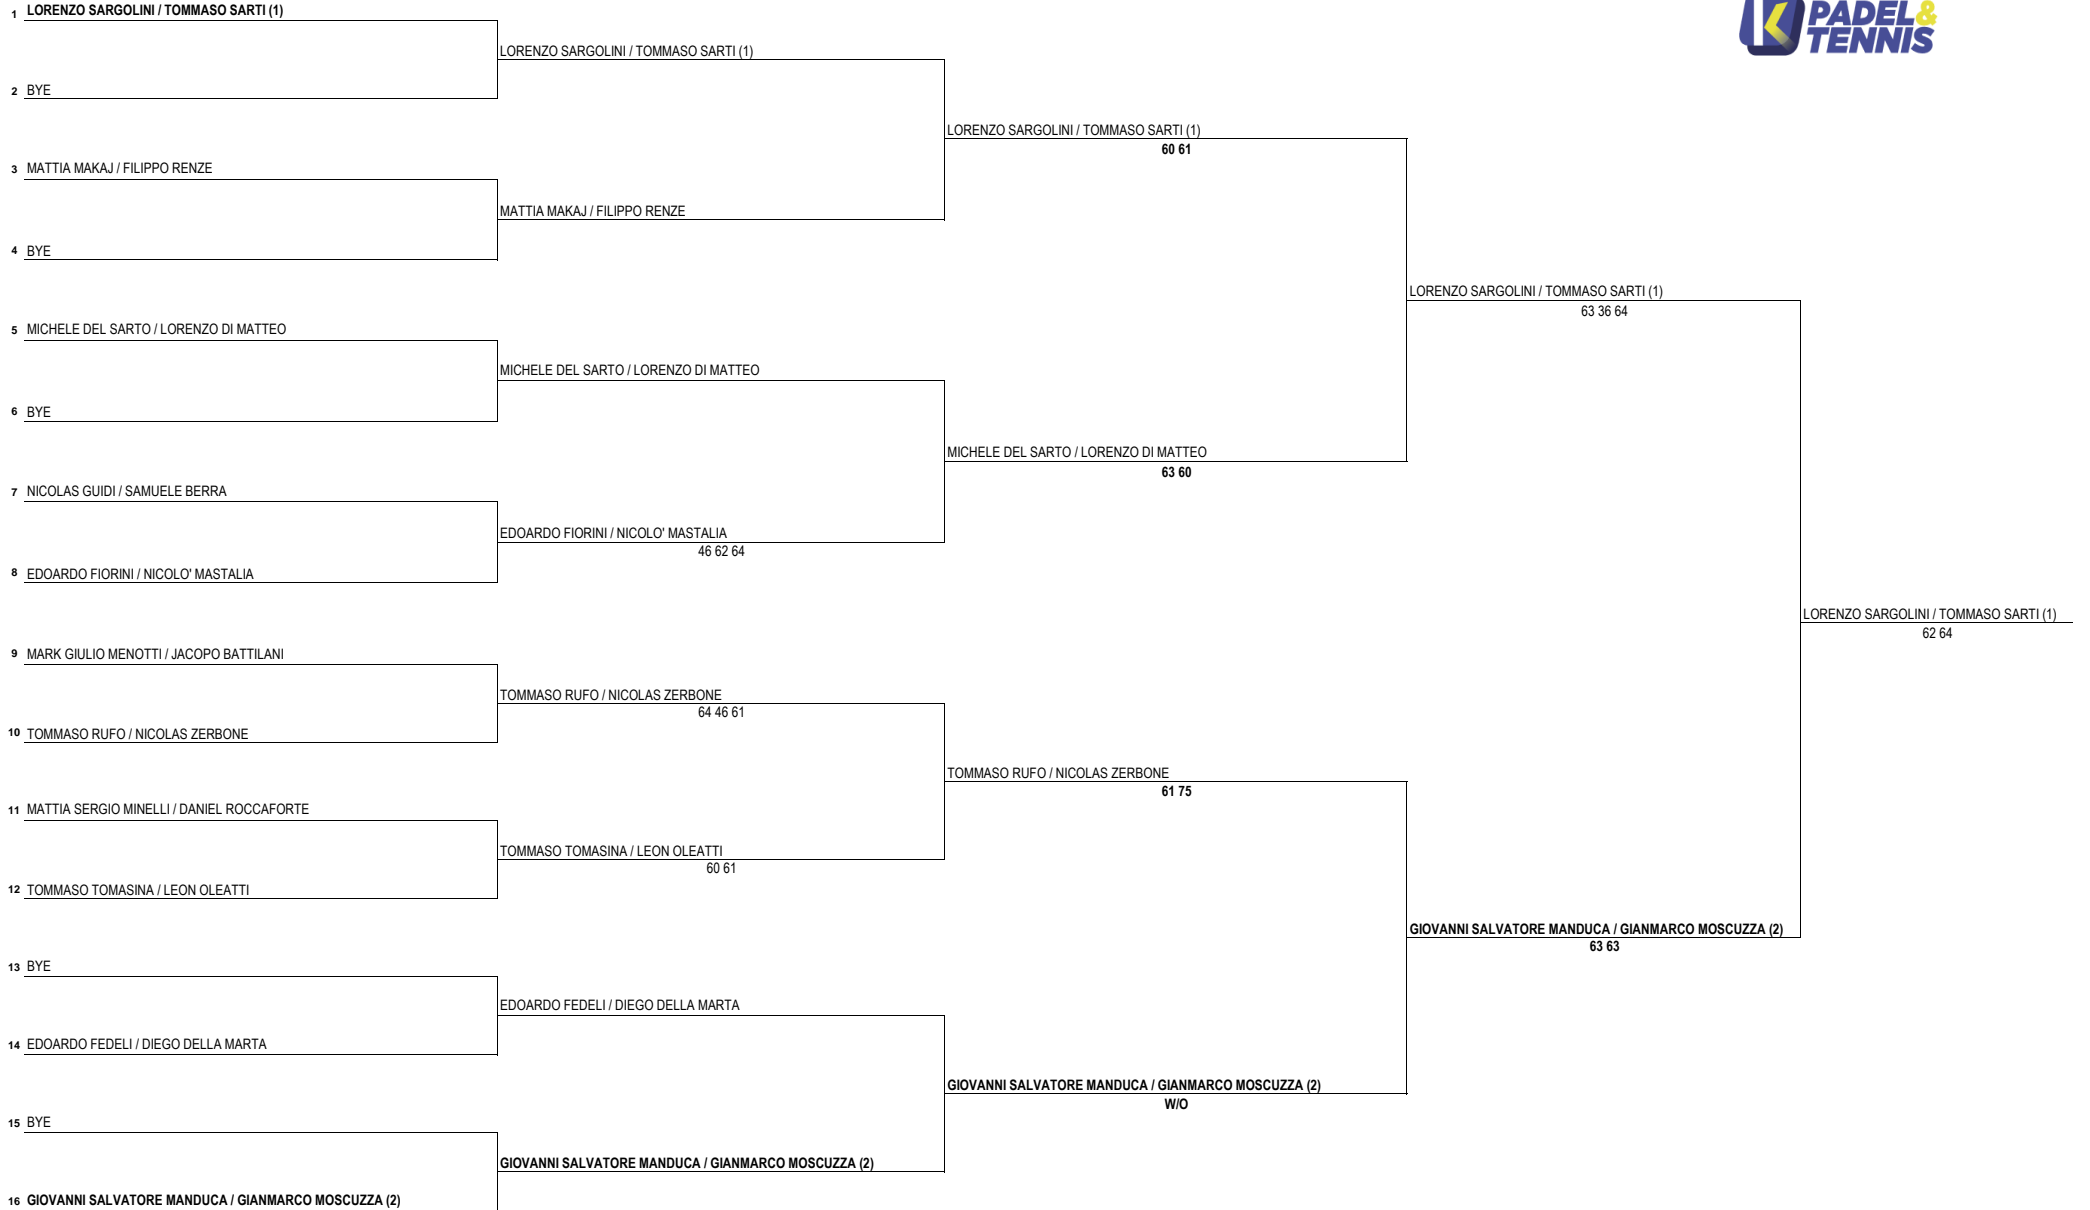 1 LORENZO SARGOLINI / TOMMASO SARTI (1)
PADEL&
TENNIS
LORENZO SARGOLINI / TOMMASO SARTI (1)
2 BYE
LORENZO SARGOLINI / TOMMASO SARTI (1)
60 61
3 MATTIA MAKAJ / FILIPPO RENZE
MATTIA MAKAJ / FILIPPO RENZE
4 BYE
LORENZO SARGOLINI / TOMMASO SARTI (1)
63 36 64
5 MICHELE DEL SARTO / LORENZO DI MATTEO
MICHELE DEL SARTO / LORENZO DI MATTEO
6 BYE
MICHELE DEL SARTO / LORENZO DI MATTEO
63 60
7 NICOLAS GUIDI / SAMUELE BERRA
EDOARDO FIORINI / NICOLO' MASTALIA
46 62 64
8 EDOARDO FIORINI / NICOLO' MASTALIA
LORENZO SARGOLINI / TOMMASO SARTI (1)
62 64
9 MARK GIULIO MENOTTI / JACOPO BATTILANI
TOMMASO RUFO / NICOLAS ZERBONE
64 46 61
10 TOMMASO RUFO / NICOLAS ZERBONE
TOMMASO RUFO / NICOLAS ZERBONE
61 75
11 MATTIA SERGIO MINELLI / DANIEL ROCCAFORTE
TOMMASO TOMASINA / LEON OLEATTI
60 61
12 TOMMASO TOMASINA / LEON OLEATTI
GIOVANNI SALVATORE MANDUCA / GIANMARCO MOSCUZZA (2)
63 63
13 BYE
EDOARDO FEDELI / DIEGO DELLA MARTA
14 EDOARDO FEDELI / DIEGO DELLA MARTA
GIOVANNI SALVATORE MANDUCA / GIANMARCO MOSCUZZA (2)
W/O
15 BYE
GIOVANNI SALVATORE MANDUCA / GIANMARCO MOSCUZZA (2)
16 GIOVANNI SALVATORE MANDUCA / GIANMARCO MOSCUZZA (2)